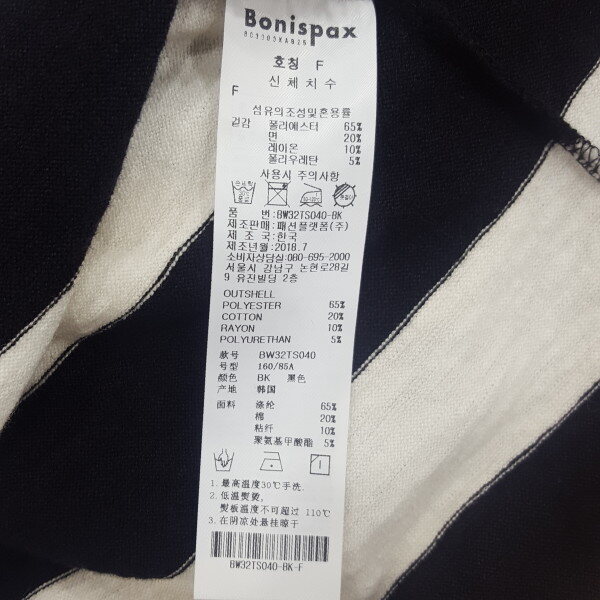 Bonispax
호칭 F
신체치수
F
섬유의조성및혼용률
겉감 폴리에스터 65%
면 20%
레이온 10%
폴리우레탄 5%
사용시 주의사항
품 번:BW32TS040-BK
제조판매:패션플랫폼(주)
제 조 국:한국
제조년월:2018.7
소비자상담실:080-695-2000
서울시 강남구 논현로28길
9 유진빌딩 2층
OUTSHELL
POLYESTER 65%
COTTON 20%
RAYON 10%
POLYURETHAN 5%
款号 BW32TS040
号型 160/85A
颜色 BK 黑色
产地 韩国
面料 涤纶 65%
棉 20%
粘纤 10%
聚氨基甲酸酯 5%
1.最高温度30℃手洗.
2.低温熨烫,
熨板温度不可超过 110℃
3.在阴凉处悬挂晾干
BW32TS040-BK-F